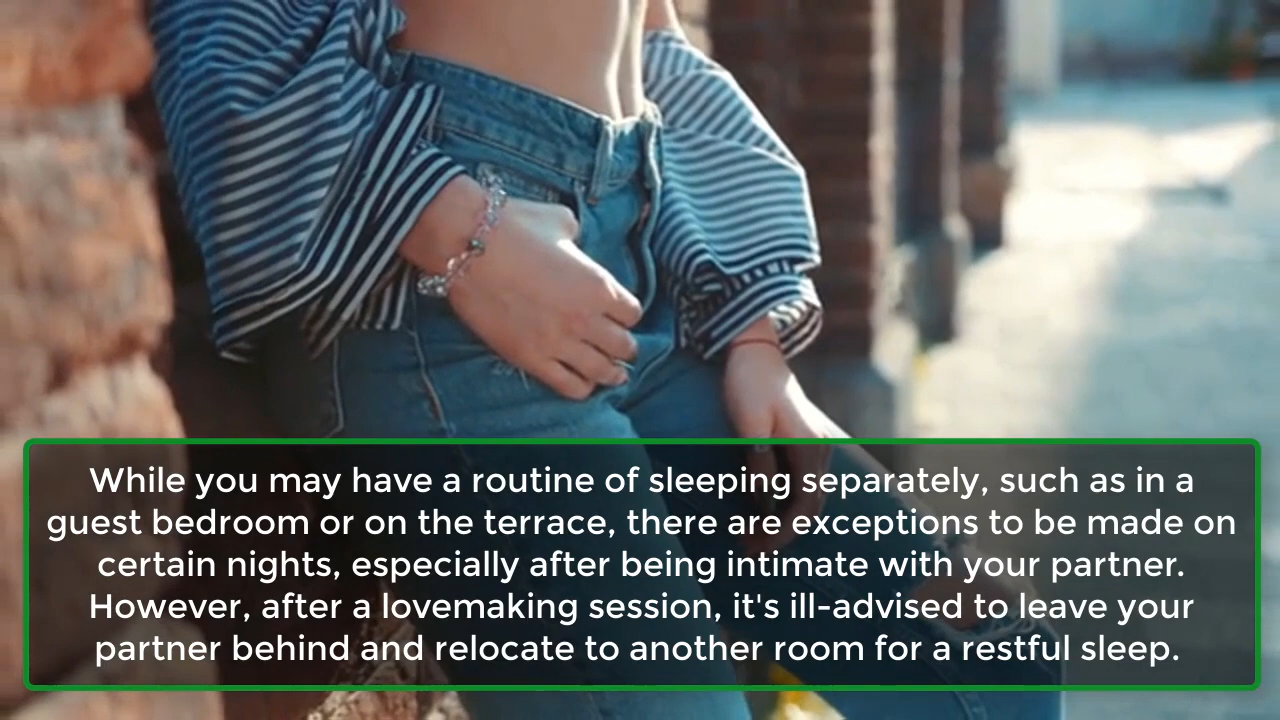 While you may have a routine of sleeping separately, such as in a
guest bedroom or on the terrace, there are exceptions to be made on
certain nights, especially after being intimate with your partner.
However, after a lovemaking session, it's ill-advised to leave your
partner behind and relocate to another room for a restful sleep.